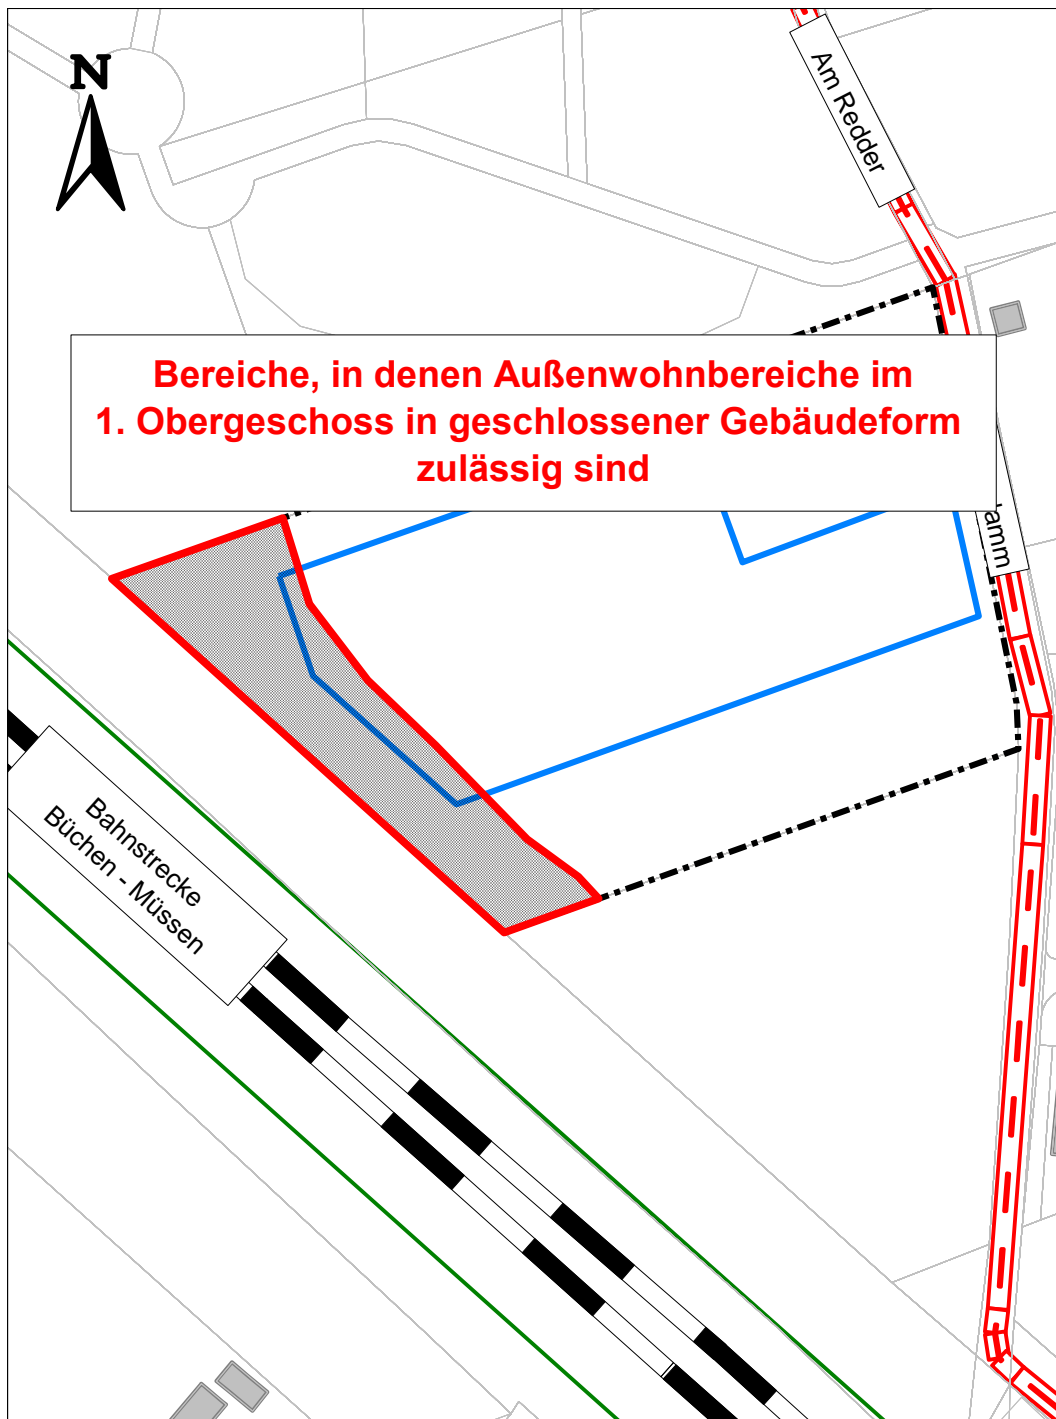 N
Am Redder
Bereiche, in denen Außenwohnbereiche im
1. Obergeschoss in geschlossener Gebäudeform
zulässig sind
Bahnstrecke
Büchen - Müssen